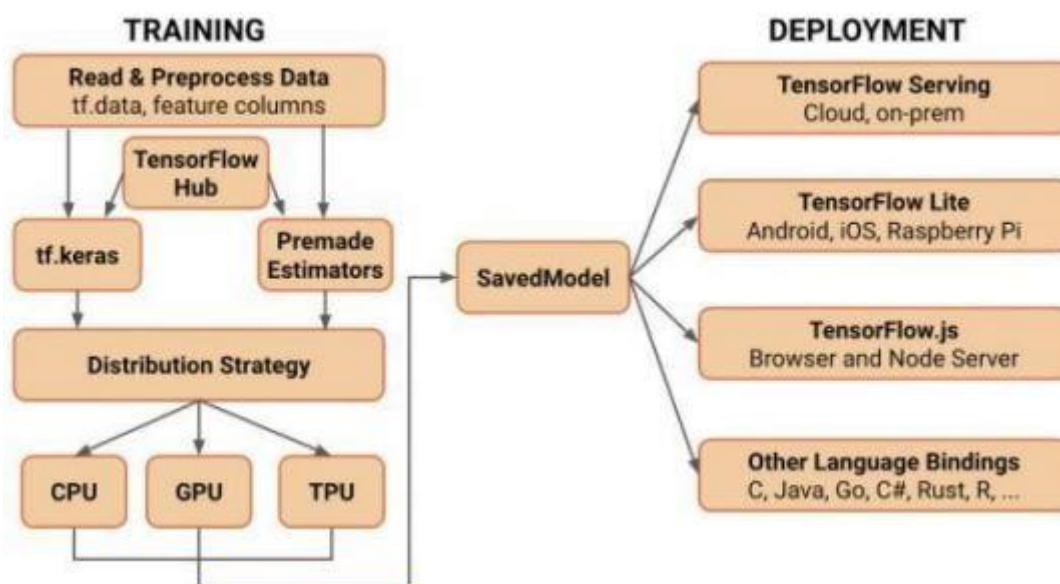 TRAINING
Read & Preprocess Data
tf.data, feature columns
TensorFlow
Hub
tf.keras
Premade
Estimators
Distribution Strategy
CPU
GPU
TPU
SavedModel
DEPLOYMENT
TensorFlow Serving
Cloud, on-prem
TensorFlow Lite
Android, iOS, Raspberry Pi
TensorFlow.js
Browser and Node Server
Other Language Bindings
C, Java, Go, C#, Rust, R, ...